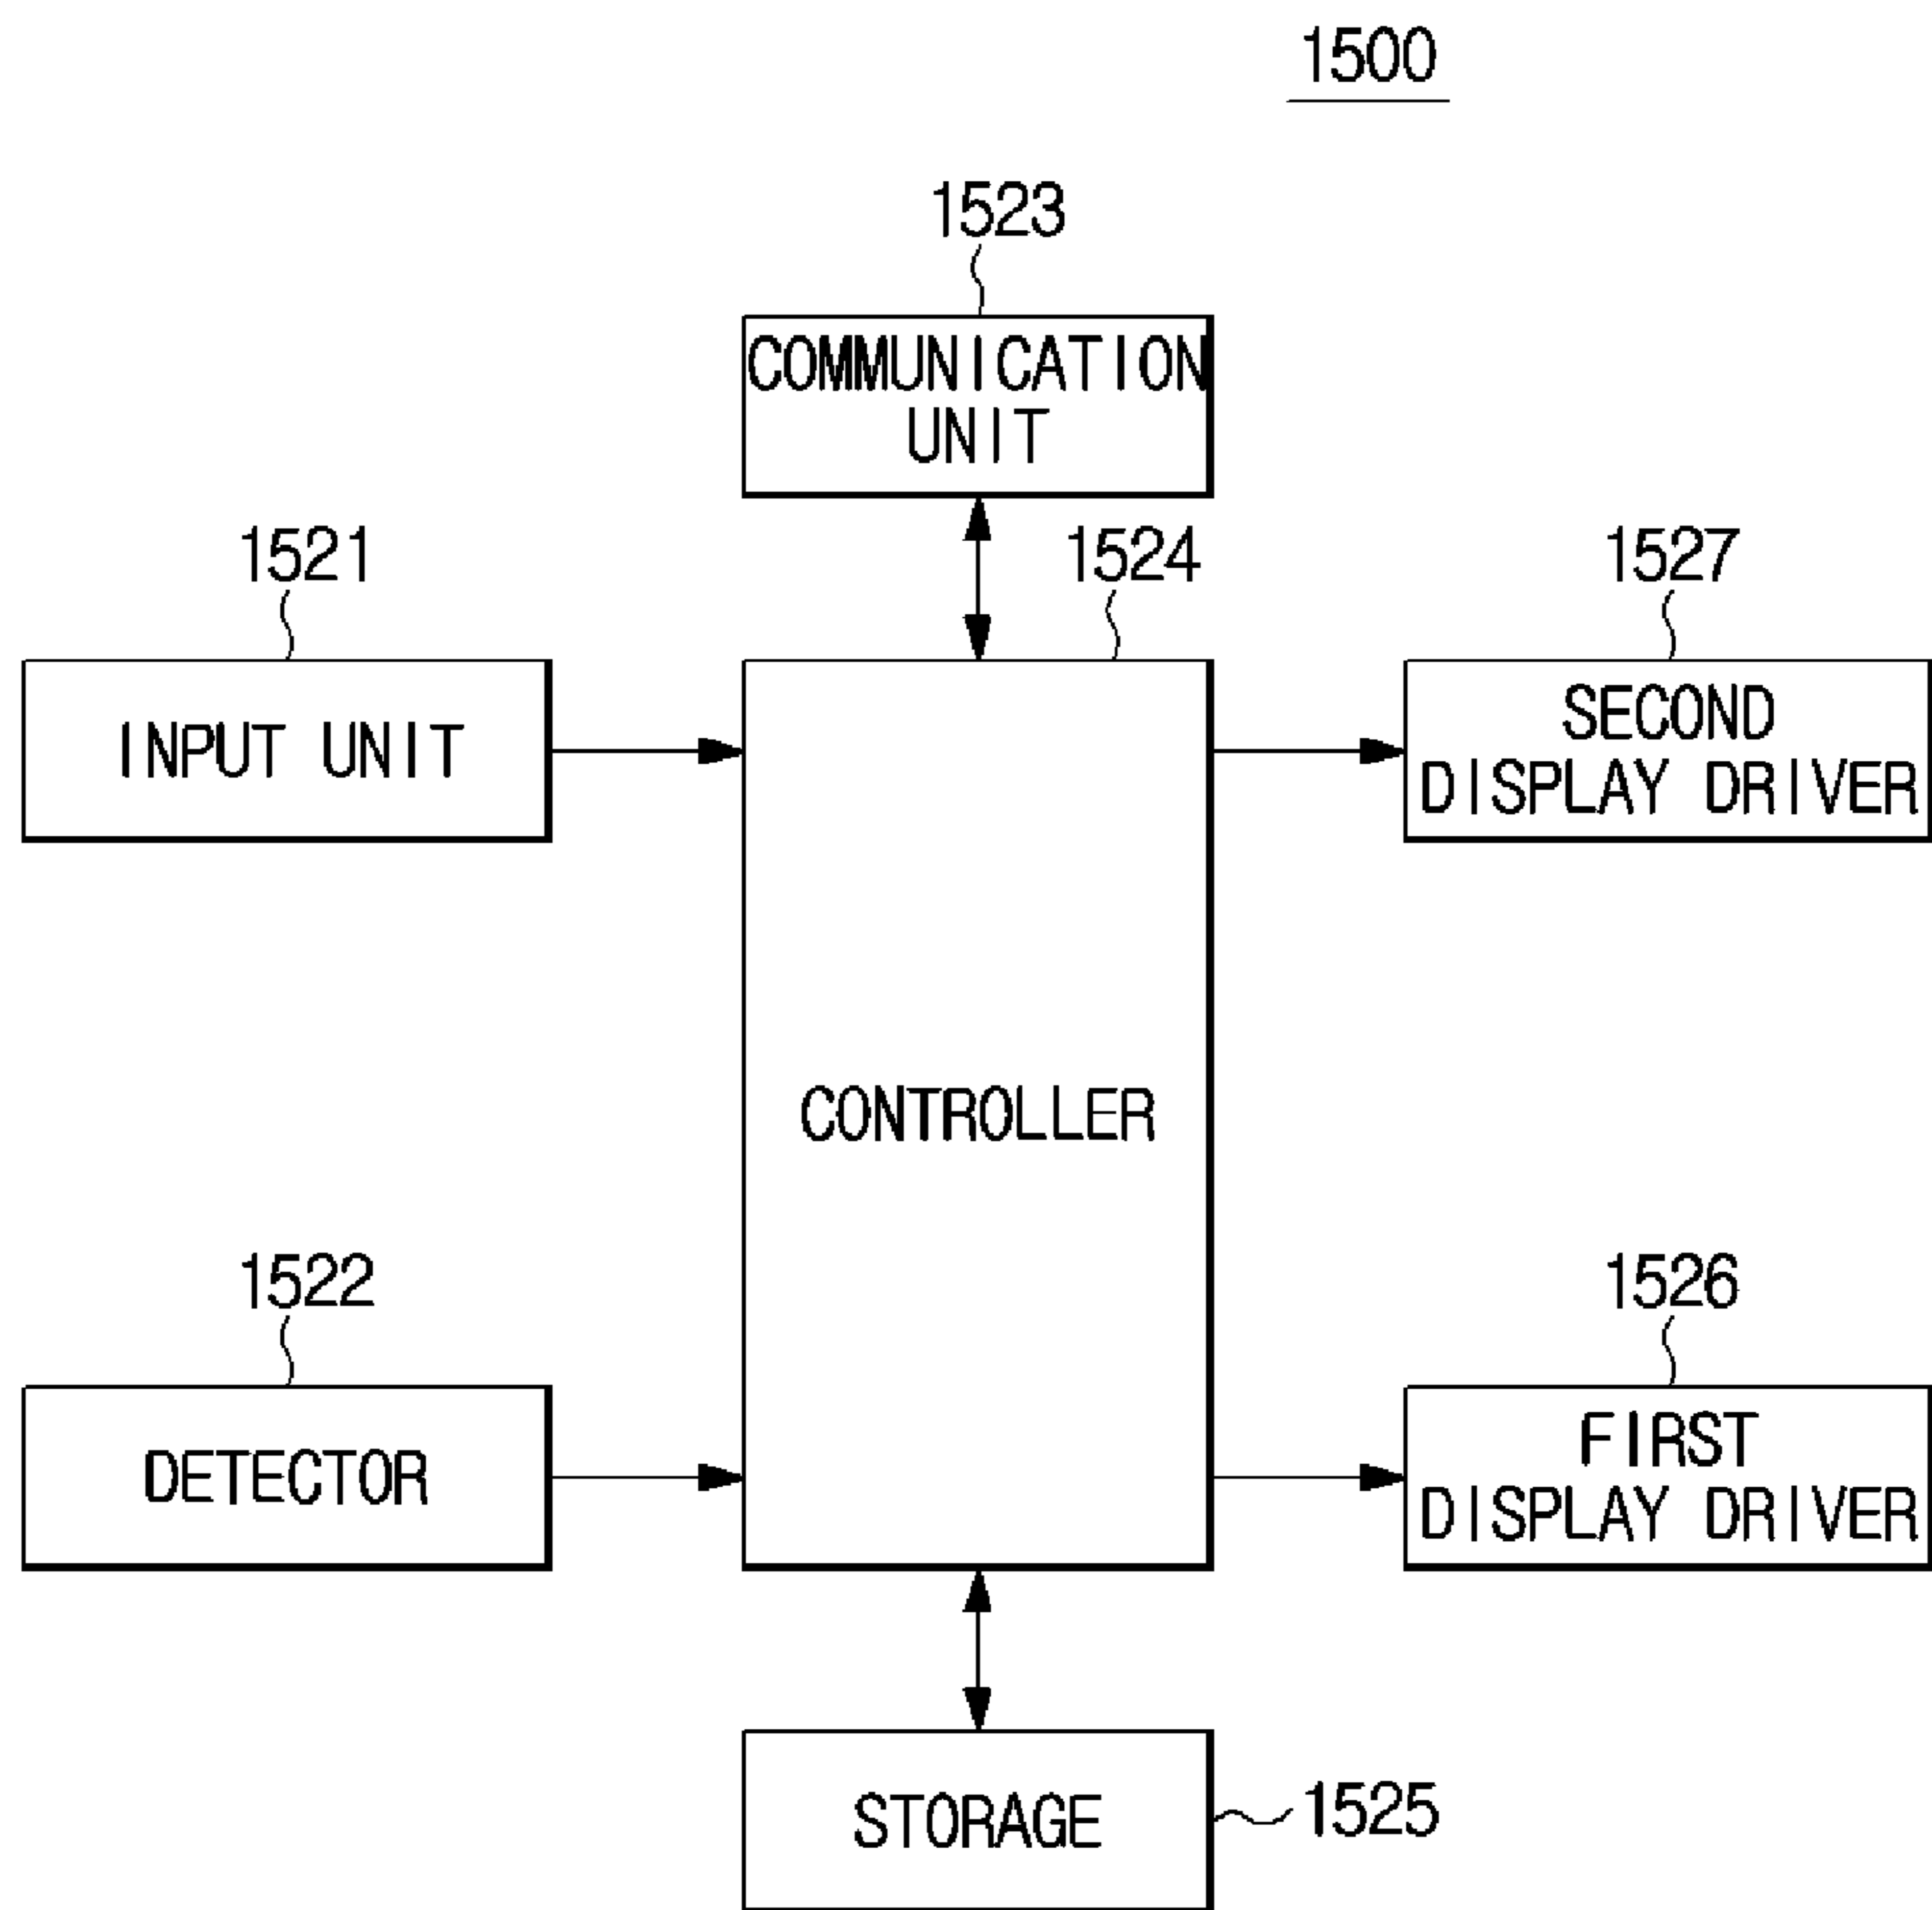 1500
1523
COMMUNICATION
UNIT
1521
1524
1527
INPUT UNIT
SECOND
DISPLAY DRIVER
CONTROLLER
1522
1526
DETECTOR
FIRST
DISPLAY DRIVER
STORAGE
1525